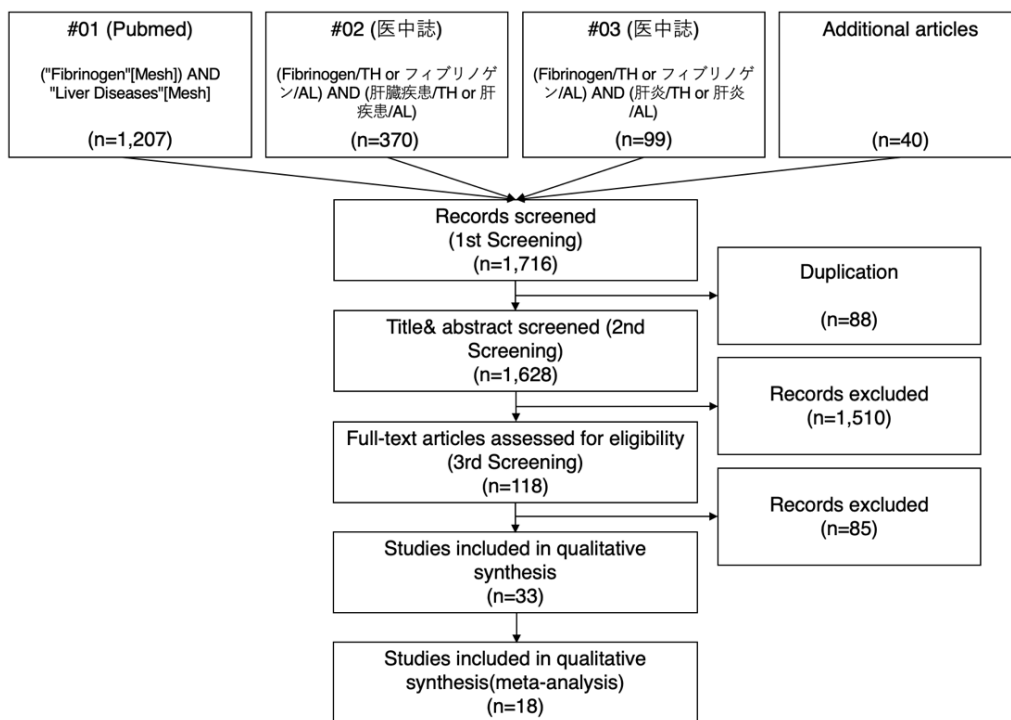 #01 (Pubmed)
("Fibrinogen"[Mesh]) AND
"Liver Diseases"[Mesh]
(n=1,207)
#02 (医中誌)
(Fibrinogen/TH or フィブリノゲ
ン/AL) AND (肝臓疾患/TH or 肝
疾患/AL)
(n=370)
#03 (医中誌)
(Fibrinogen/TH or フィブリノゲ
ン/AL) AND (肝炎/TH or 肝炎
/AL)
(n=99)
Additional articles
(n=40)
Records screened
(1st Screening)
(n=1,716)
Duplication
(n=88)
Title& abstract screened (2nd
Screening)
(n=1,628)
Records excluded
(n=1,510)
Full-text articles assessed for eligibility
(3rd Screening)
(n=118)
Records excluded
(n=85)
Studies included in qualitative
synthesis
(n=33)
Studies included in qualitative
synthesis(meta-analysis)
(n=18)